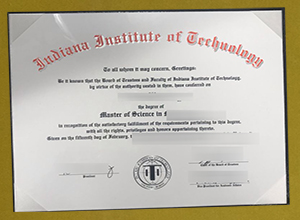 Indiana Institute of Technology
To all whom it may concern, Greetings:
Be it known that the Board of Trustees and Faculty of Indiana Institute of Technology,
by virtue of the authority vested in them, have conferred on
the degree of
Master of Science in
in recognition of the satisfactory fulfillment of the requirements pertaining to this degree,
with all the rights, privileges and honors appertaining thereto.
Given on the fifteenth day of February,
President